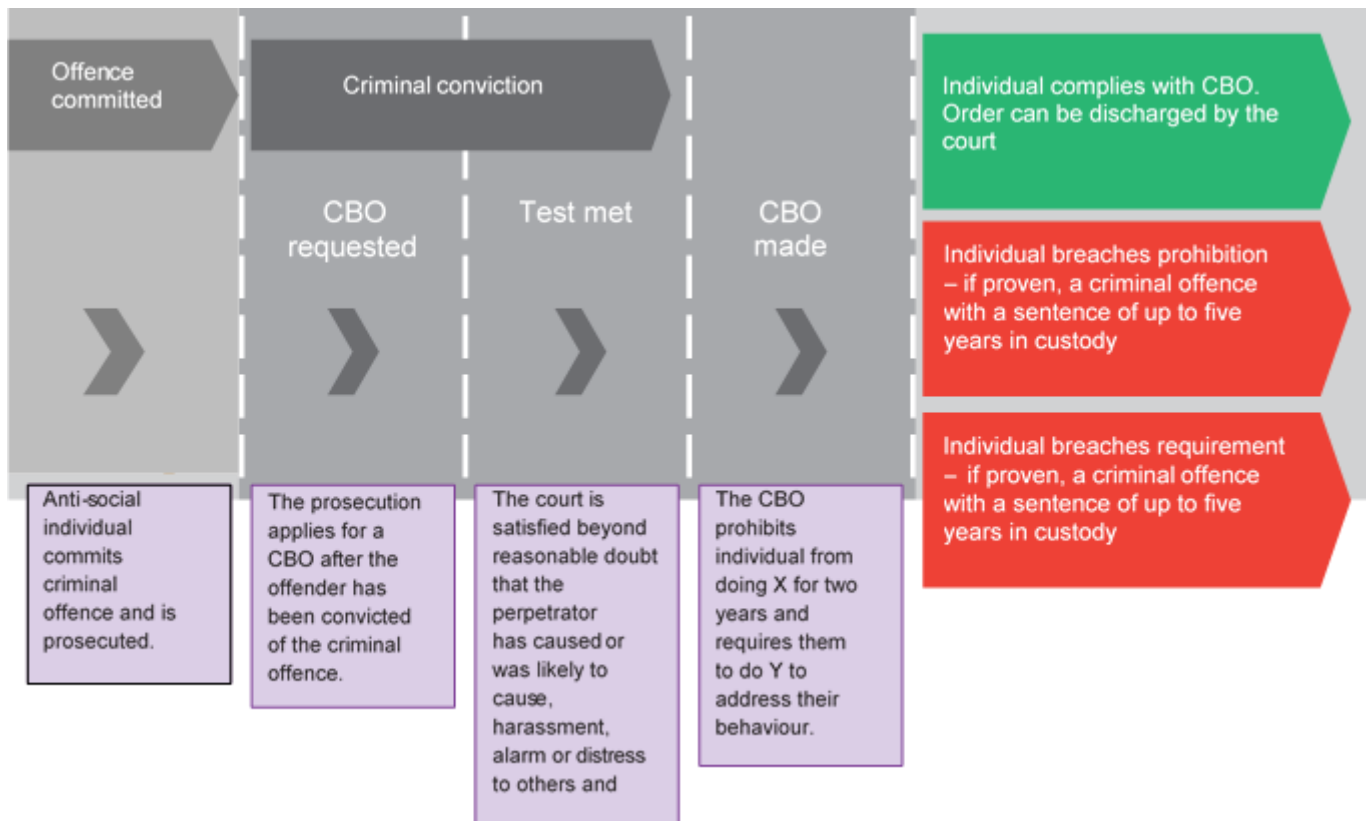 Offence
committed
Criminal conviction
CBO
requested
Test met
CBO
made
Individual complies with CBO.
Order can be discharged by the
court
Individual breaches prohibition
– if proven, a criminal offence
with a sentence of up to five
years in custody
Individual breaches requirement
– if proven, a criminal offence
with a sentence of up to five
years in custody
Anti-social
individual
commits
criminal
offence and is
prosecuted.
The prosecution
applies for a
CBO after the
offender has
been convicted
of the criminal
offence.
The court is
satisfied beyond
reasonable doubt
that the
perpetrator
has caused or
was likely to
cause,
harassment,
alarm or distress
to others and
The CBO
prohibits
individual from
doing X for two
years and
requires them
to do Y to
address their
behaviour.